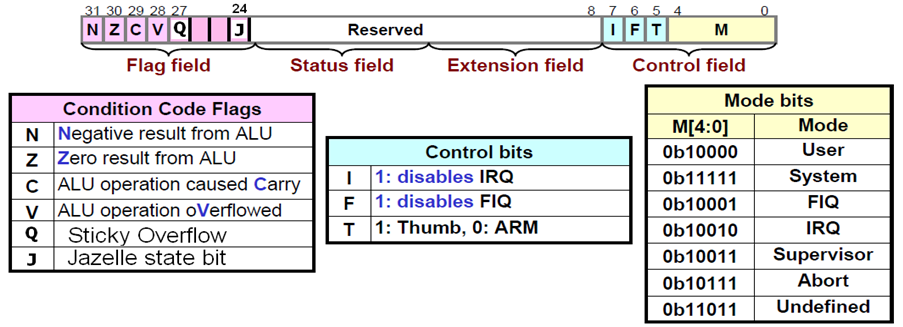 31 30 29 28 27 24 8 7 6 5 4 0
N Z C V Q J Reserved I F T M
Flag field Status field Extension field Control field
Condition Code Flags
N Negative result from ALU
Z Zero result from ALU
C ALU operation caused Carry
V ALU operation oVerflowed
Q Sticky Overflow
J Jazelle state bit
Control bits
I 1: disables IRQ
F 1: disables FIQ
T 1: Thumb, 0: ARM
Mode bits
M[4:0] Mode
0b10000 User
0b11111 System
0b10001 FIQ
0b10010 IRQ
0b10011 Supervisor
0b10111 Abort
0b11011 Undefined